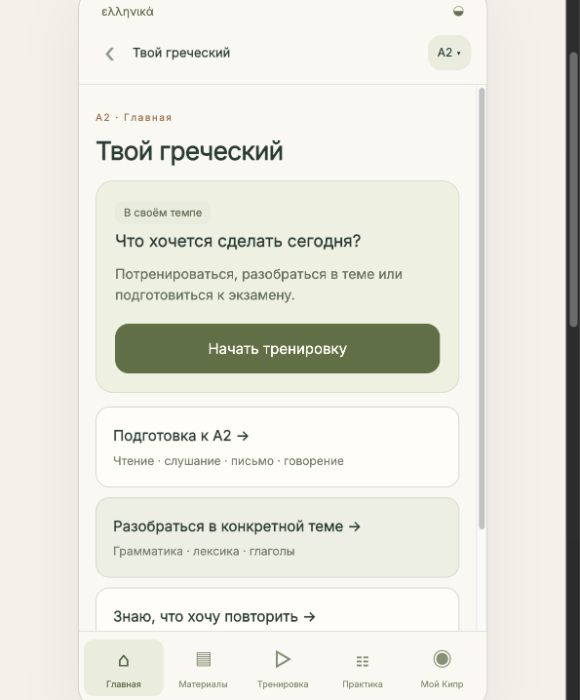 ελληνικά
Твой греческий
A2
A2 · Главная
Твой греческий
В своём темпе
Что хочется сделать сегодня?
Потренироваться, разобраться в теме или
подготовиться к экзамену.
Начать тренировку
Подготовка к A2 →
Чтение · слушание · письмо · говорение
Разобраться в конкретной теме →
Грамматика · лексика · глаголы
Знаю, что хочу повторить →
Главная
Материалы
Тренировка
Практика
Мой Кипр